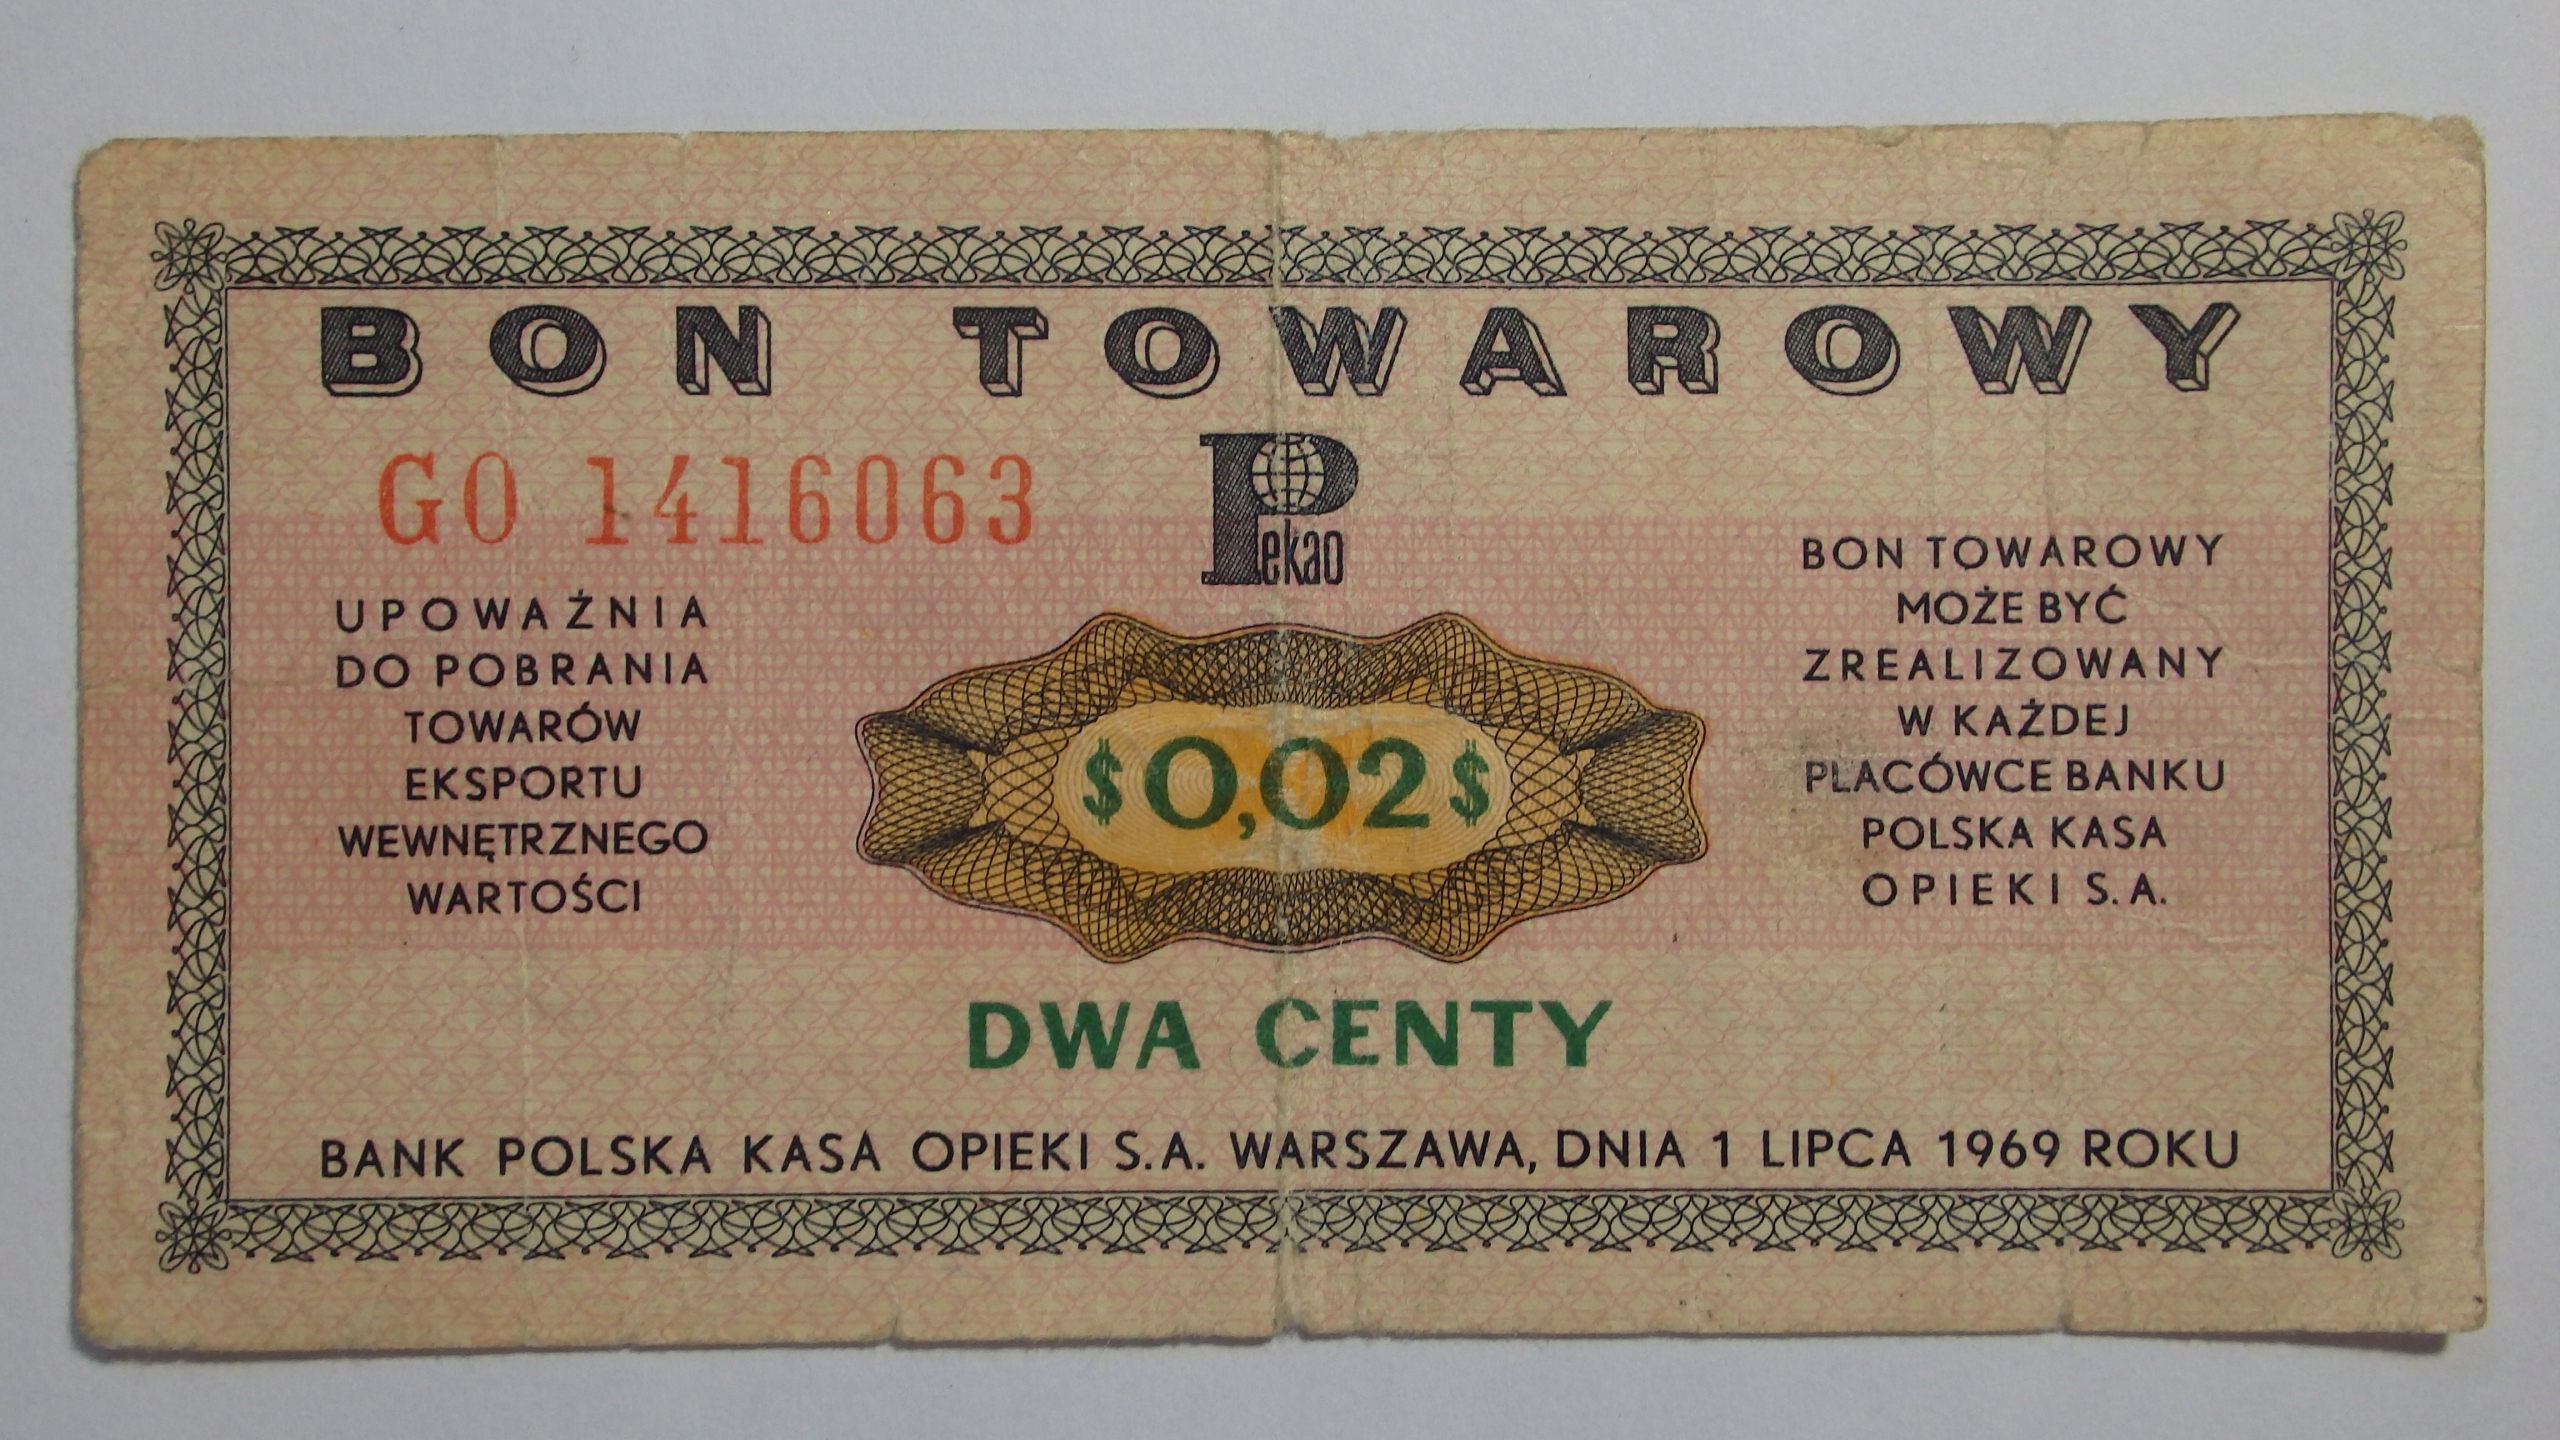 BON TOWAROWY
GO 1416063
Pekao
UPOWAŻNIA
DO POBRANIA
TOWARÓW
EKSPORTU
WEWNĘTRZNEGO
WARTOŚCI
$0,02$
DWA CENTY
BON TOWAROWY
MOŻE BYĆ
ZREALIZOWANY
W KAŻDEJ
PLACÓWCE BANKU
POLSKA KASA
OPIEKI S.A.
BANK POLSKA KASA OPIEKI S.A. WARSZAWA, DNIA 1 LIPCA 1969 ROKU